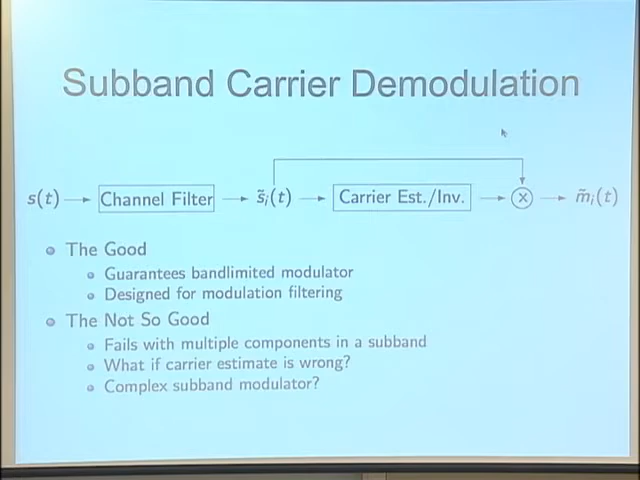 Subband Carrier Demodulation
s(t) Channel Filter s̃ᵢ(t) Carrier Est./Inv. × m̃ᵢ(t)
The Good
Guarantees bandlimited modulator
Designed for modulation filtering
The Not So Good
Fails with multiple components in a subband
What if carrier estimate is wrong?
Complex subband modulator?